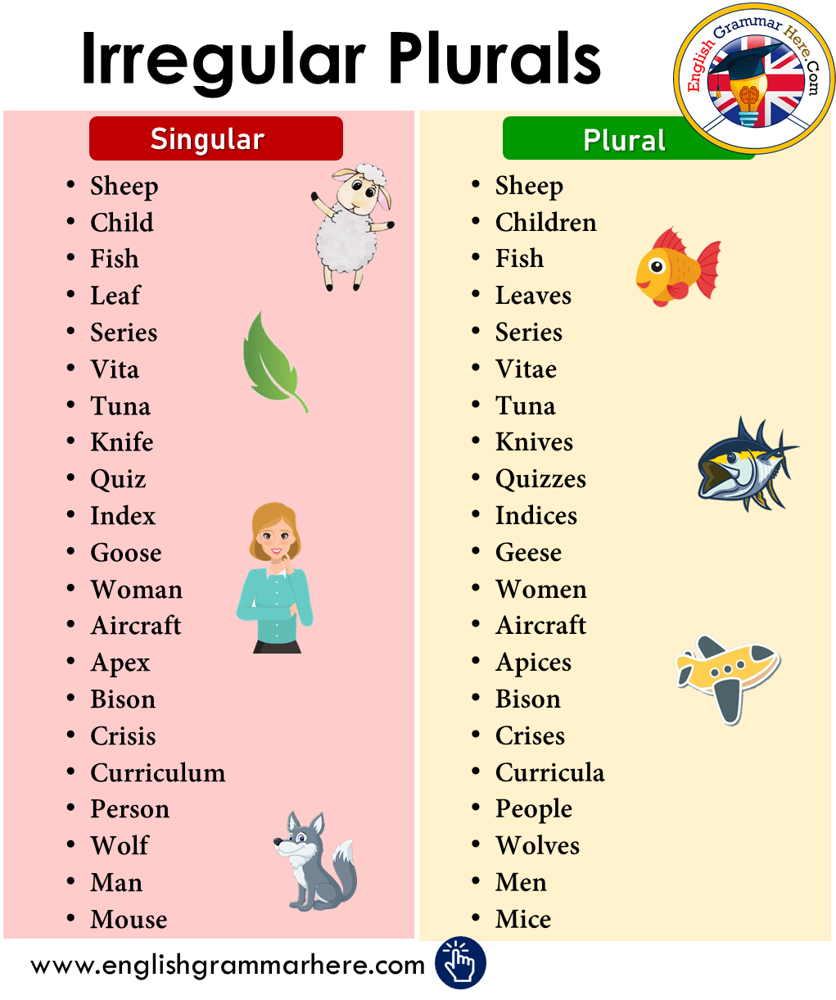 Irregular Plurals
English Grammar Here.Com
Singular
• Sheep
• Child
• Fish
• Leaf
• Series
• Vita
• Tuna
• Knife
• Quiz
• Index
• Goose
• Woman
• Aircraft
• Apex
• Bison
• Crisis
• Curriculum
• Person
• Wolf
• Man
• Mouse
Plural
• Sheep
• Children
• Fish
• Leaves
• Series
• Vitae
• Tuna
• Knives
• Quizzes
• Indices
• Geese
• Women
• Aircraft
• Apices
• Bison
• Crises
• Curricula
• People
• Wolves
• Men
• Mice
www.englishgrammarhere.com